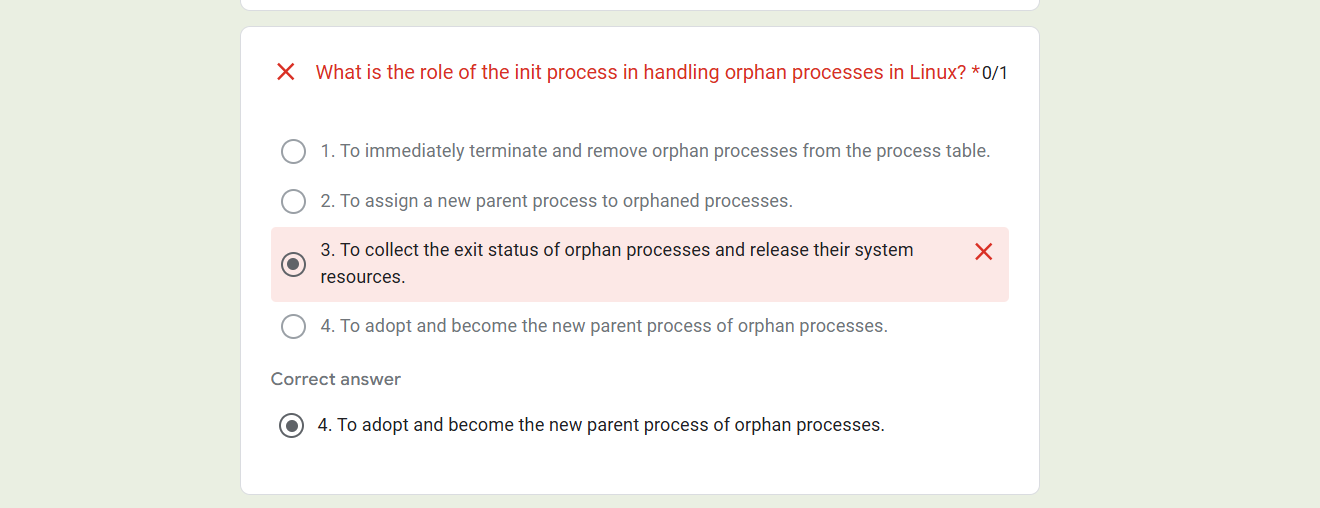 What is the role of the init process in handling orphan processes in Linux? * 0/1
1. To immediately terminate and remove orphan processes from the process table.
2. To assign a new parent process to orphaned processes.
3. To collect the exit status of orphan processes and release their system
resources.
4. To adopt and become the new parent process of orphan processes.
Correct answer
4. To adopt and become the new parent process of orphan processes.